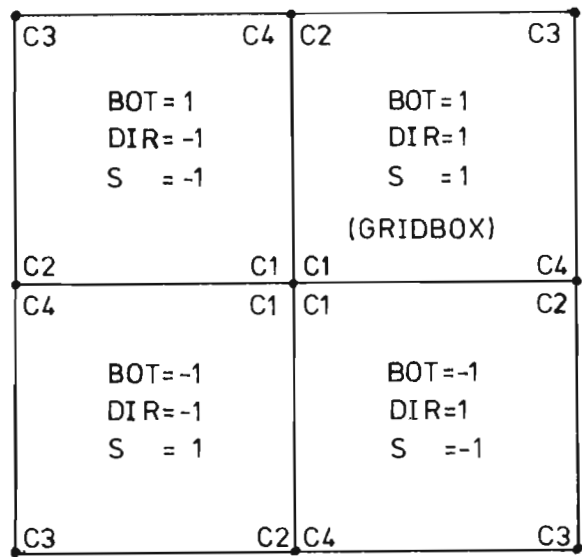 C3 C4 C2 C3
BOT= 1 BOT= 1
DIR= -1 DIR= 1
S = -1 S = 1
(GRIDBOX)
C2 C1 C1 C4
C4 C1 C1 C2
BOT= -1 BOT= -1
DIR= -1 DIR= 1
S = 1 S =-1
C3 C2 C4 C3